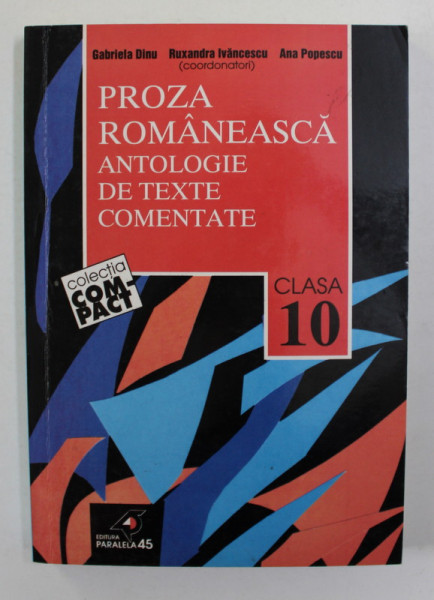 Gabriela Dinu Ruxandra Ivăncescu Ana Popescu
(coordonatori)
PROZA
ROMÂNEASCĂ
ANTOLOGIE
DE TEXTE
COMENTATE
colecția
COM-
PACT
CLASA
10
EDITURA
PARALELA 45